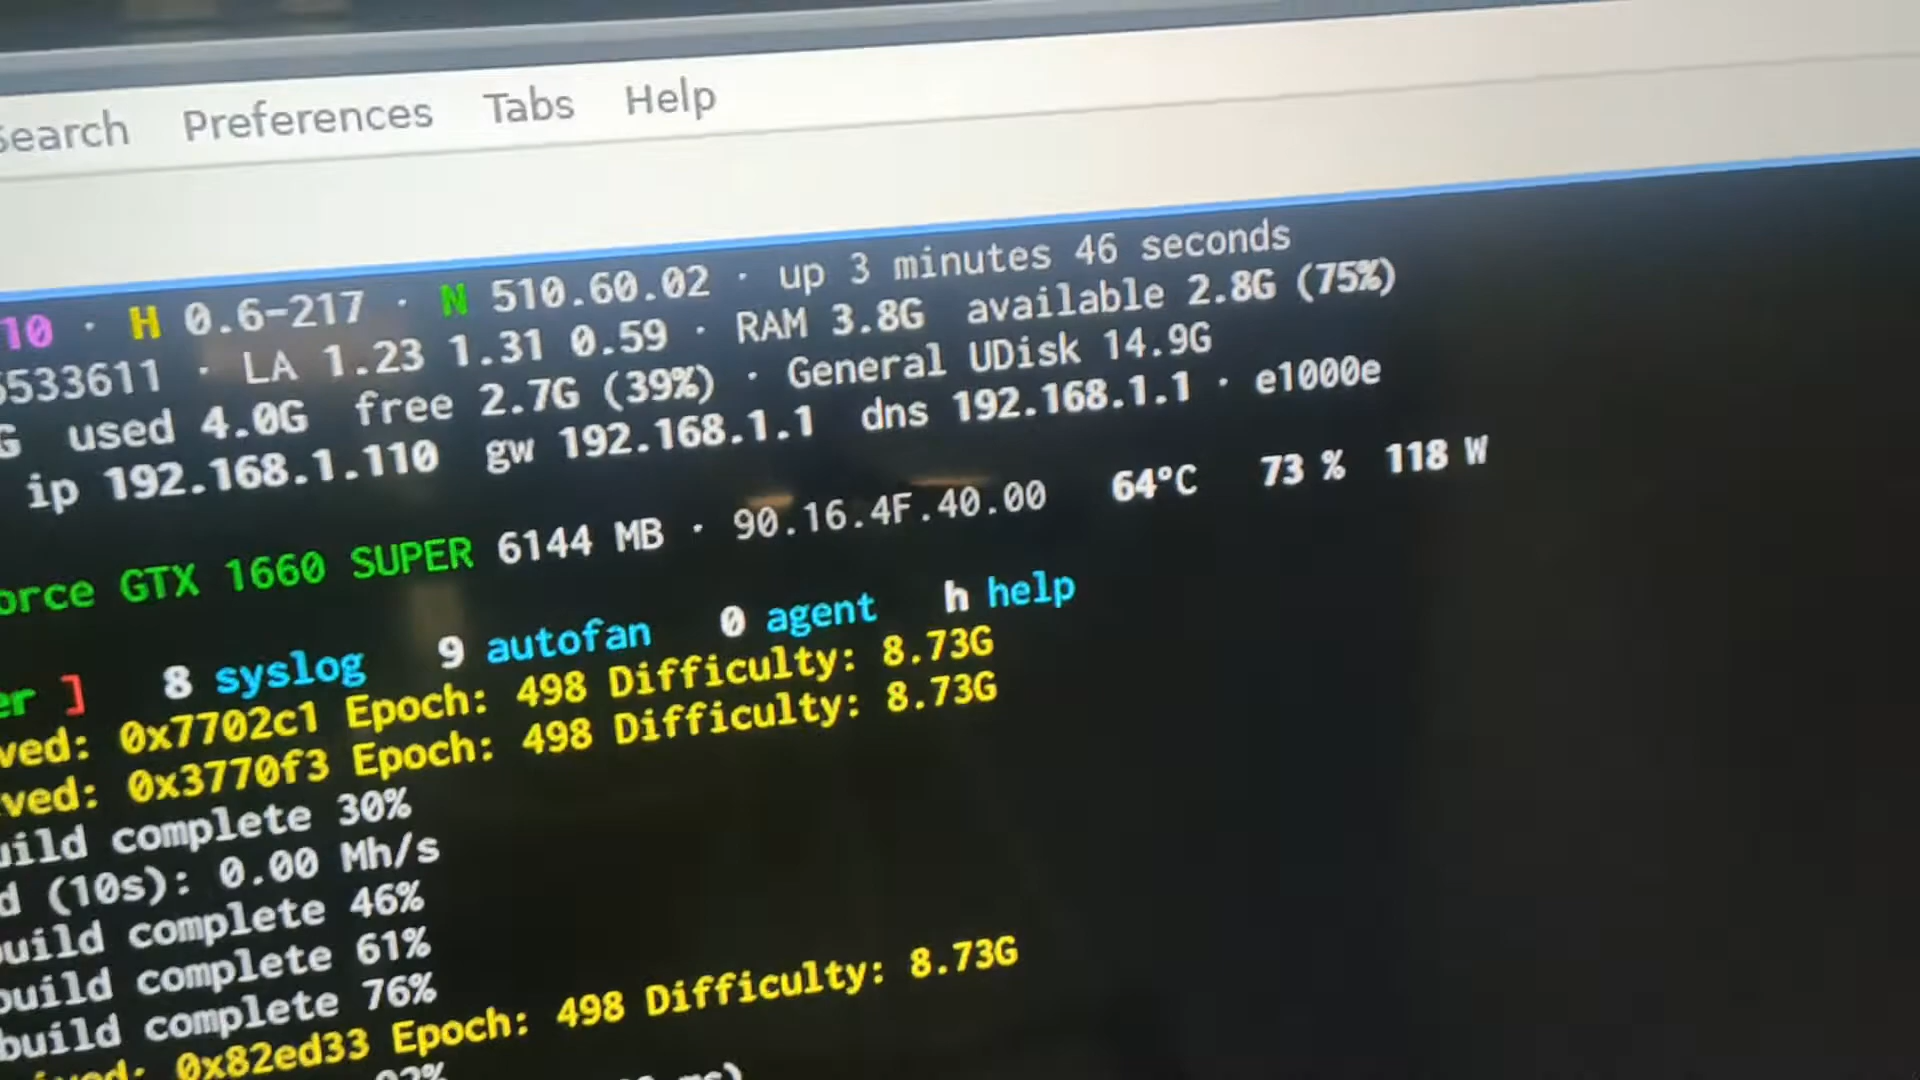 Search Preferences Tabs Help
10 · H 0.6-217 · N 510.60.02 · up 3 minutes 46 seconds
533611 · LA 1.23 1.31 0.59 · RAM 3.8G available 2.8G (75%)
G used 4.0G free 2.7G (39%) · General UDisk 14.9G
ip 192.168.1.110 gw 192.168.1.1 dns 192.168.1.1 · e1000e
orce GTX 1660 SUPER 6144 MB · 90.16.4F.40.00 64°C 73 % 118 W
er ] 8 syslog 9 autofan 0 agent h help
ved: 0x7702c1 Epoch: 498 Difficulty: 8.73G
ved: 0x3770f3 Epoch: 498 Difficulty: 8.73G
uild complete 30%
d (10s): 0.00 Mh/s
build complete 46%
build complete 61%
build complete 76%
ived: 0x82ed33 Epoch: 498 Difficulty: 8.73G